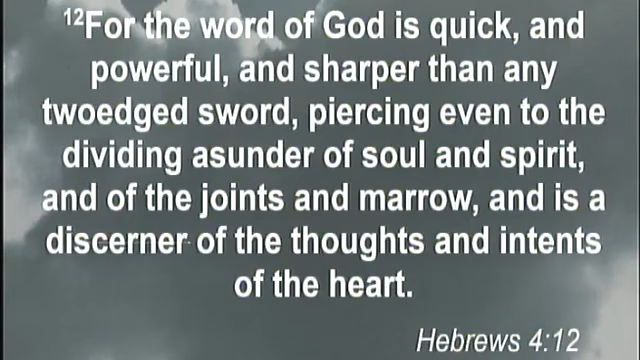 12For the word of God is quick, and
powerful, and sharper than any
twoedged sword, piercing even to the
dividing asunder of soul and spirit,
and of the joints and marrow, and is a
discerner of the thoughts and intents
of the heart.
Hebrews 4:12